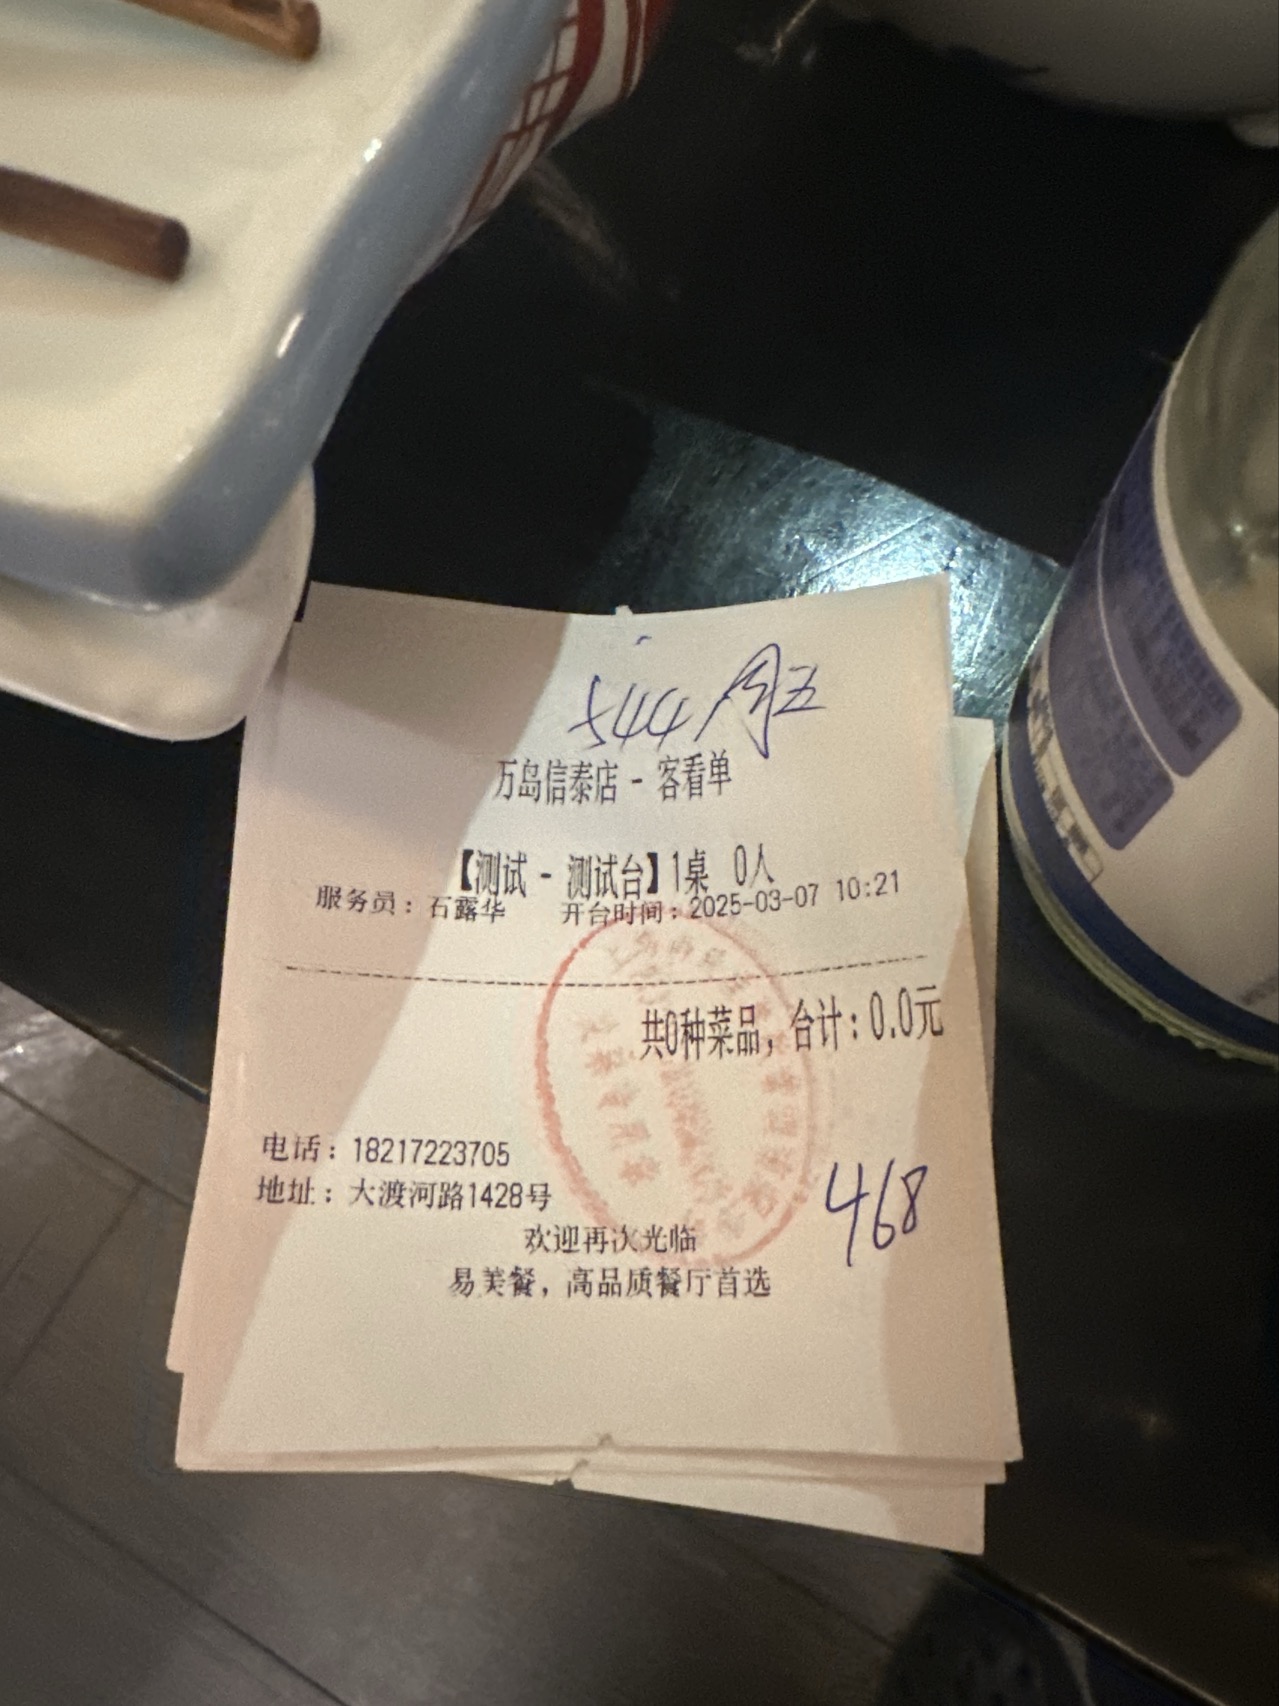 544 周五
万岛信泰店 - 客看单
【测试 - 测试台】1桌 0人
服务员：石露华 开台时间：2025-03-07 10:21
共0种菜品，合计：0.0元
电话：18217223705
地址：大渡河路1428号
468
欢迎再次光临
易美餐，高品质餐厅首选